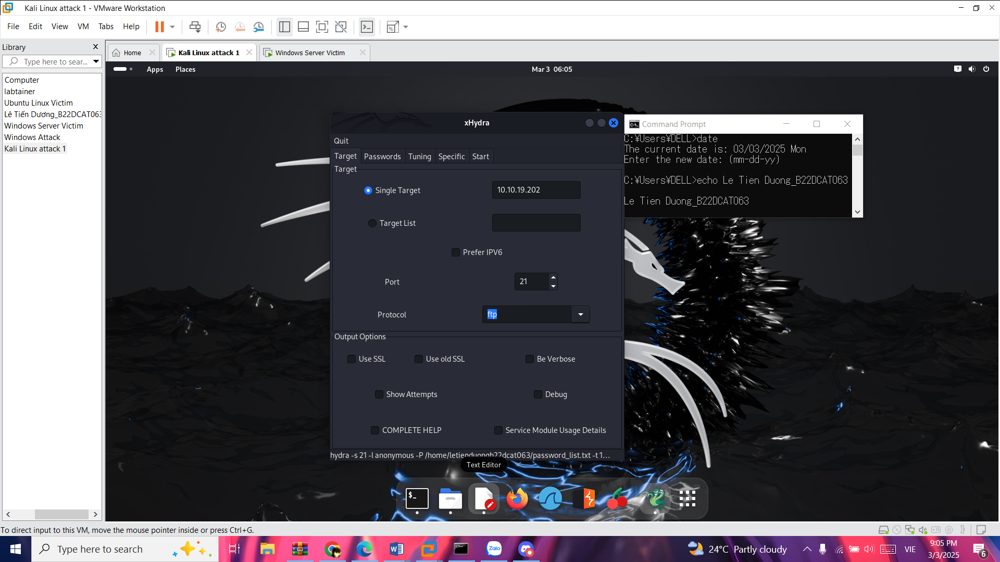 Kali Linux attack 1 - VMware Workstation
File Edit View VM Tabs Help
Library
Type here to sear...
Home
Kali Linux attack 1
Windows Server Victim
Computer
labtainer
Ubuntu Linux Victim
Lê Tiến Dương_B22DCAT063
Windows Server Victim
Windows Attack
Kali Linux attack 1
Apps Places
Mar 3 06:05
xHydra
Quit
Target Passwords Tuning Specific Start
Target
Single Target 10.10.19.202
Target List
Prefer IPV6
Port 21
Protocol ftp
Output Options
Use SSL Use old SSL Be Verbose
Show Attempts Debug
COMPLETE HELP Service Module Usage Details
hydra -s 21 -l anonymous -P /home/letienduongb22dcat063/password_list.txt -t 1...
Text Editor
Command Prompt
C:¥Users¥DELL>date
The current date is: 03/03/2025 Mon
Enter the new date: (mm-dd-yy)
C:¥Users¥DELL>echo Le Tien Duong_B22DCAT063
Le Tien Duong_B22DCAT063
To direct input to this VM, move the mouse pointer inside or press Ctrl+G.
Type here to search
Zalo
24°C Partly cloudy
VIE
9:05 PM
3/3/2025
6